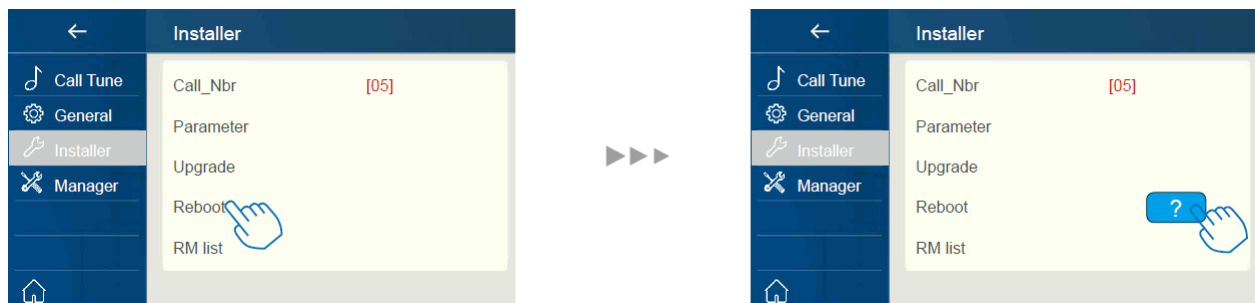 Installer
Call Tune
General
Installer
Manager
Call_Nbr [05]
Parameter
Upgrade
Reboot
RM list
Installer
Call Tune
General
Installer
Manager
Call_Nbr [05]
Parameter
Upgrade
Reboot ?
RM list